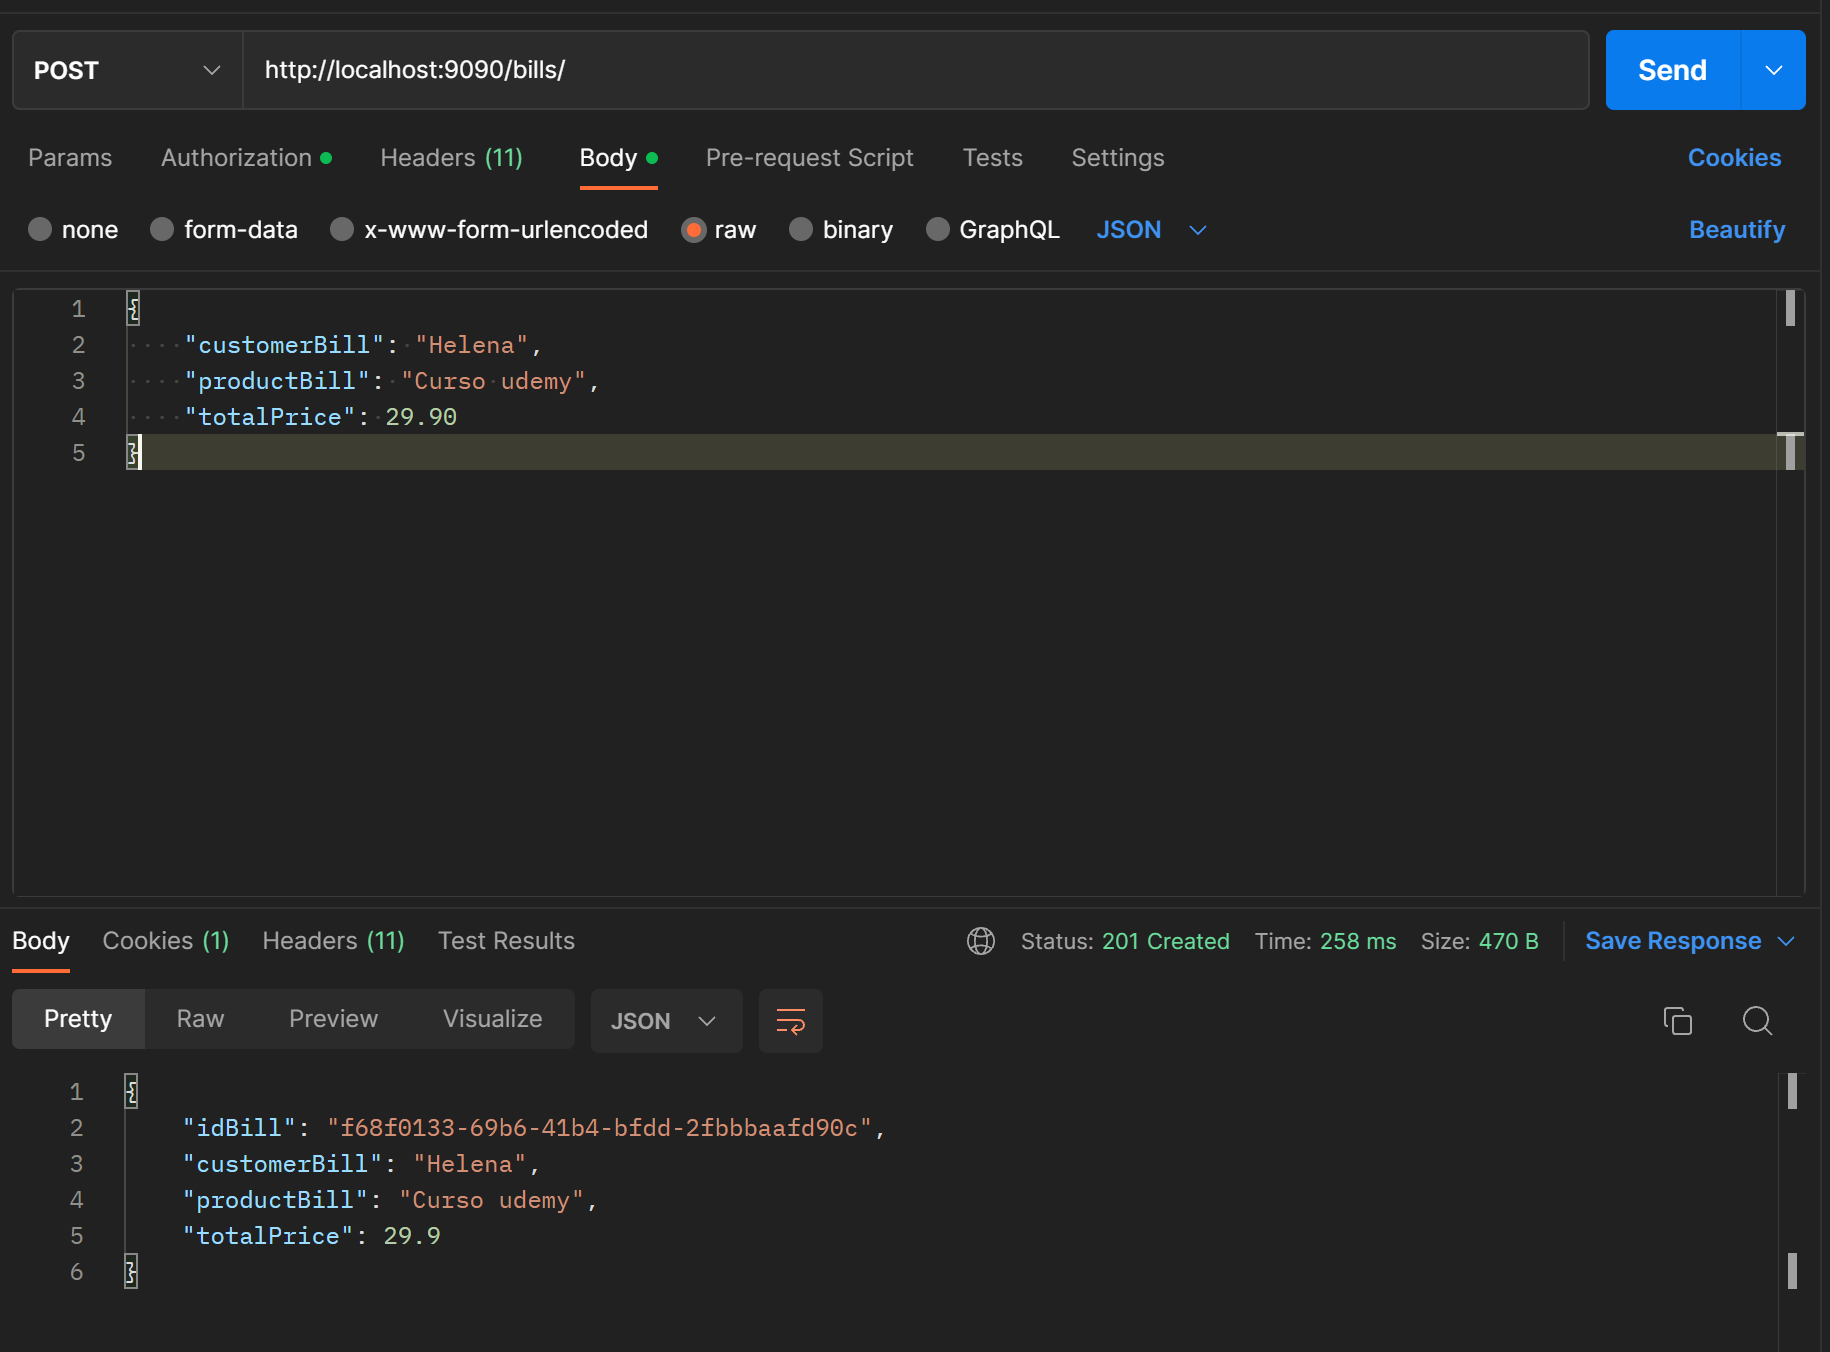 POST http://localhost:9090/bills/ Send
Params Authorization Headers (11) Body Pre-request Script Tests Settings Cookies
none form-data x-www-form-urlencoded raw binary GraphQL JSON Beautify
1 {
2 "customerBill": "Helena",
3 "productBill": "Curso udemy",
4 "totalPrice": 29.90
5 }
Body Cookies (1) Headers (11) Test Results Status: 201 Created Time: 258 ms Size: 470 B Save Response
Pretty Raw Preview Visualize JSON
1 {
2 "idBill": "f68f0133-69b6-41b4-bfdd-2fbbbaafd90c",
3 "customerBill": "Helena",
4 "productBill": "Curso udemy",
5 "totalPrice": 29.9
6 }